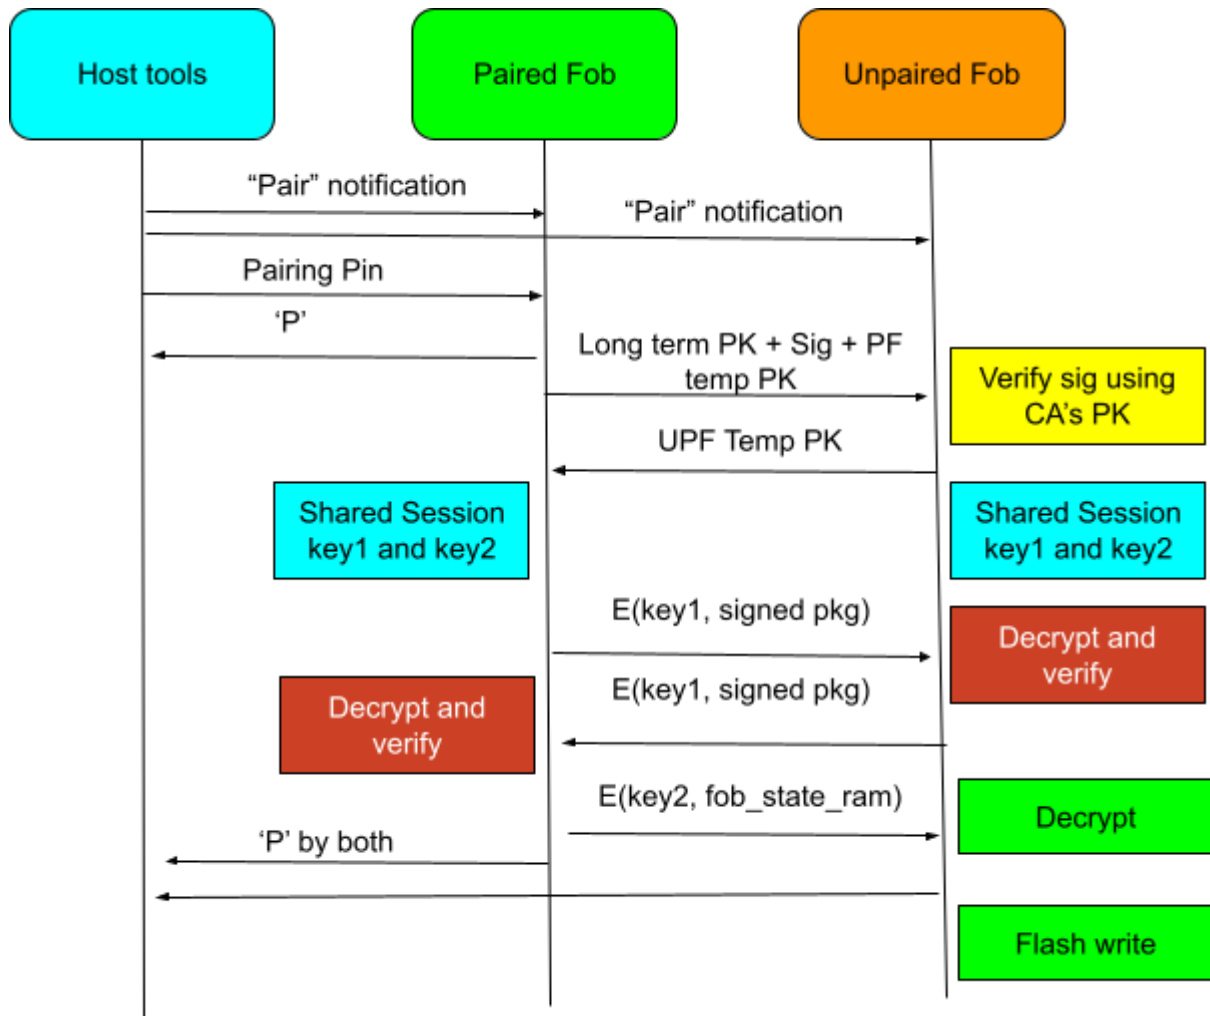 Host tools
Paired Fob
Unpaired Fob
“Pair” notification
“Pair” notification
Pairing Pin
‘P’
Long term PK + Sig + PF
temp PK
Verify sig using
CA’s PK
UPF Temp PK
Shared Session
key1 and key2
Shared Session
key1 and key2
E(key1, signed pkg)
Decrypt and
verify
E(key1, signed pkg)
Decrypt and
verify
E(key2, fob_state_ram)
Decrypt
‘P’ by both
Flash write